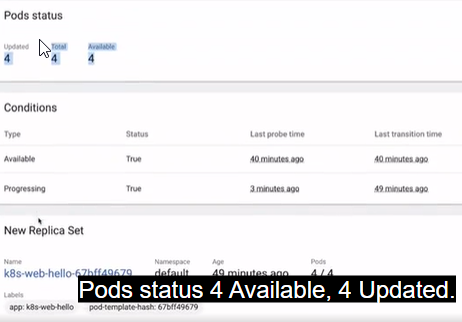 Pods status
Updated Total Available
4 4 4
Conditions
Type Status Last probe time Last transition time
Available True 40 minutes ago 40 minutes ago
Progressing True 3 minutes ago 49 minutes ago
New Replica Set
Name Namespace Age Pods
k8s-web-hello-67bff49679 default 49 minutes ago 4 / 4
Pods status 4 Available, 4 Updated.
Labels
app: k8s-web-hello pod-template-hash: 67bff49679